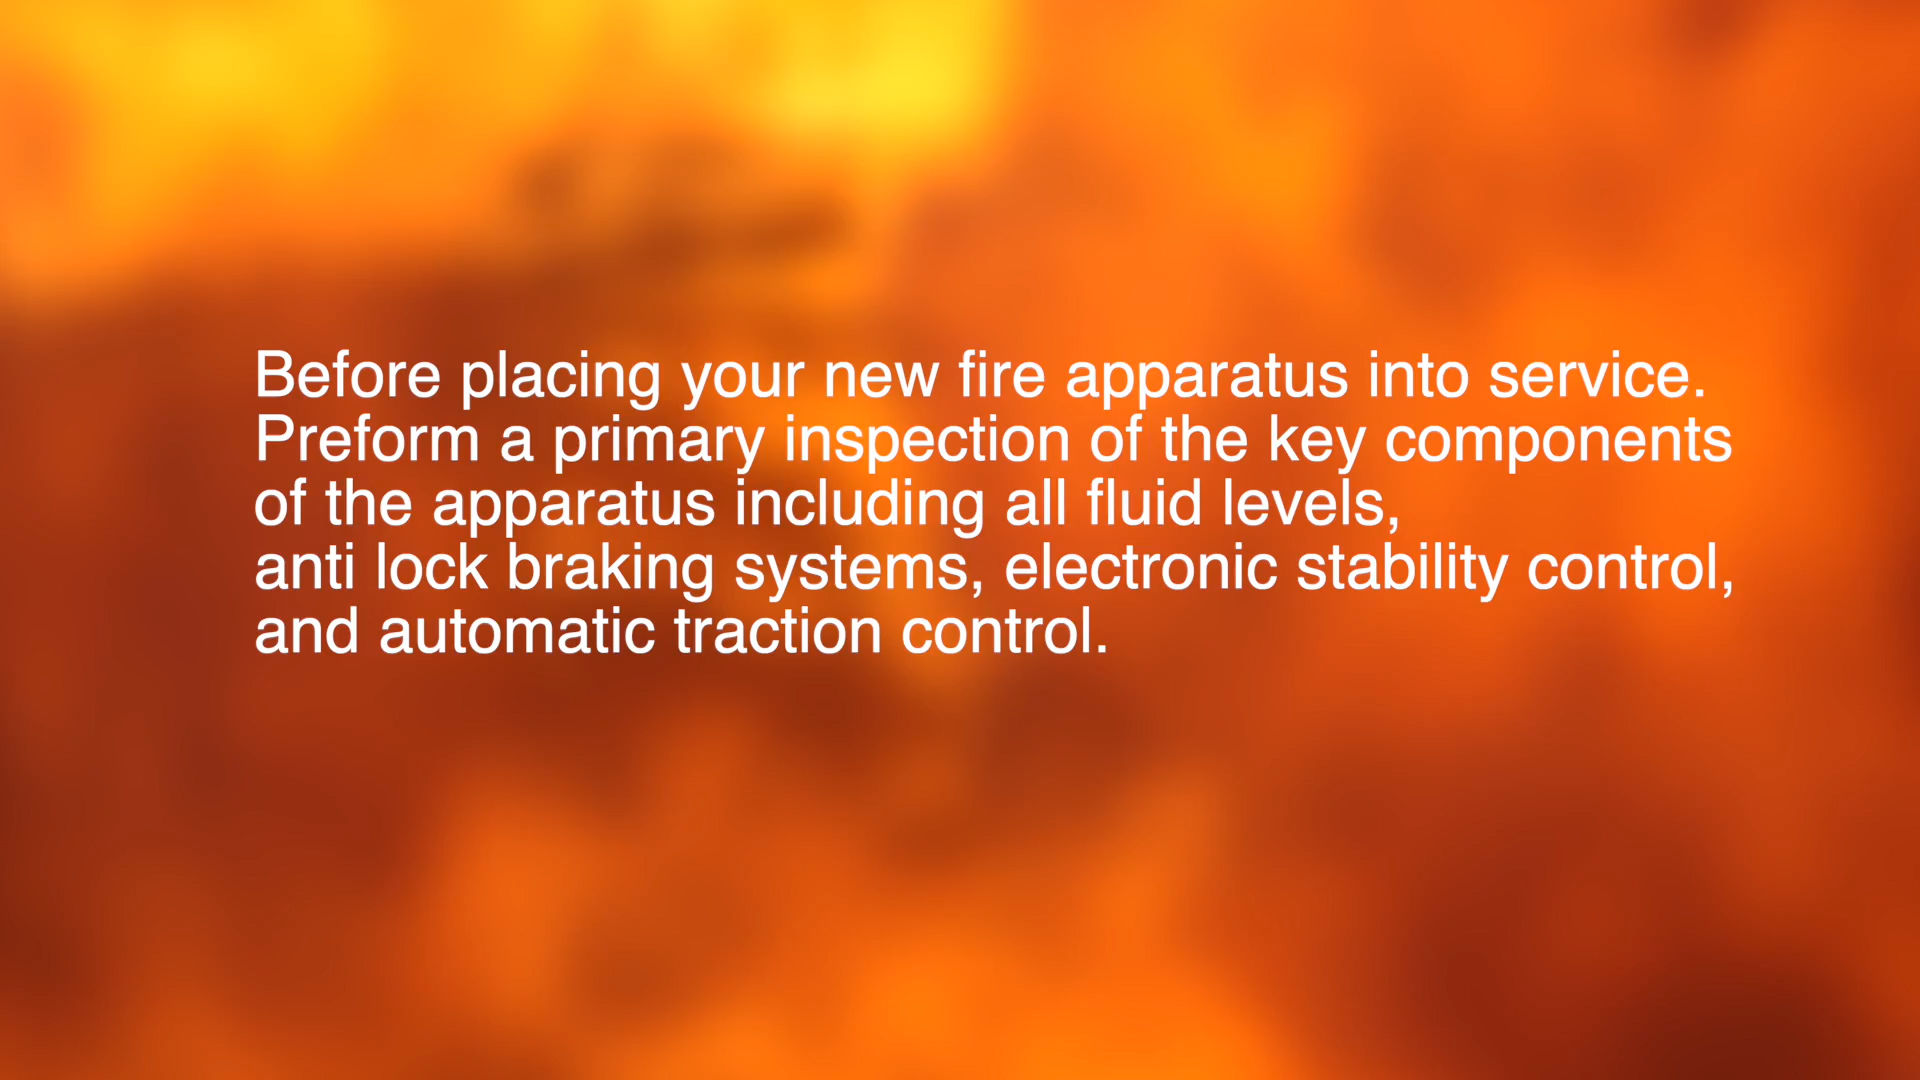 Before placing your new fire apparatus into service.
Preform a primary inspection of the key components
of the apparatus including all fluid levels,
anti lock braking systems, electronic stability control,
and automatic traction control.